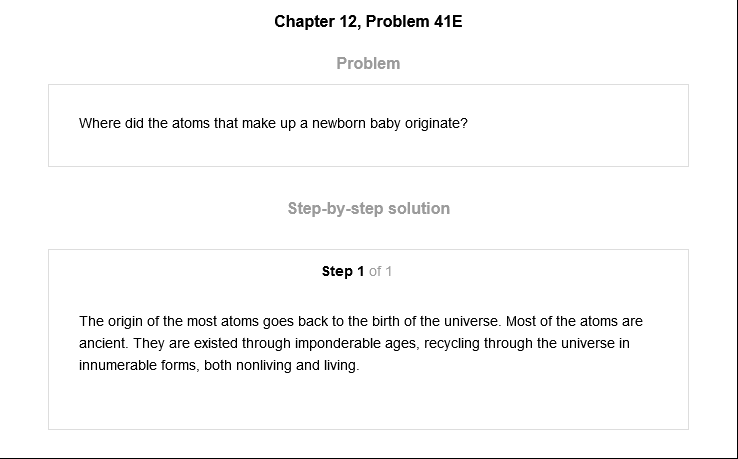 Chapter 12, Problem 41E
Problem
Where did the atoms that make up a newborn baby originate?
Step-by-step solution
Step 1 of 1
The origin of the most atoms goes back to the birth of the universe. Most of the atoms are
ancient. They are existed through imponderable ages, recycling through the universe in
innumerable forms, both nonliving and living.